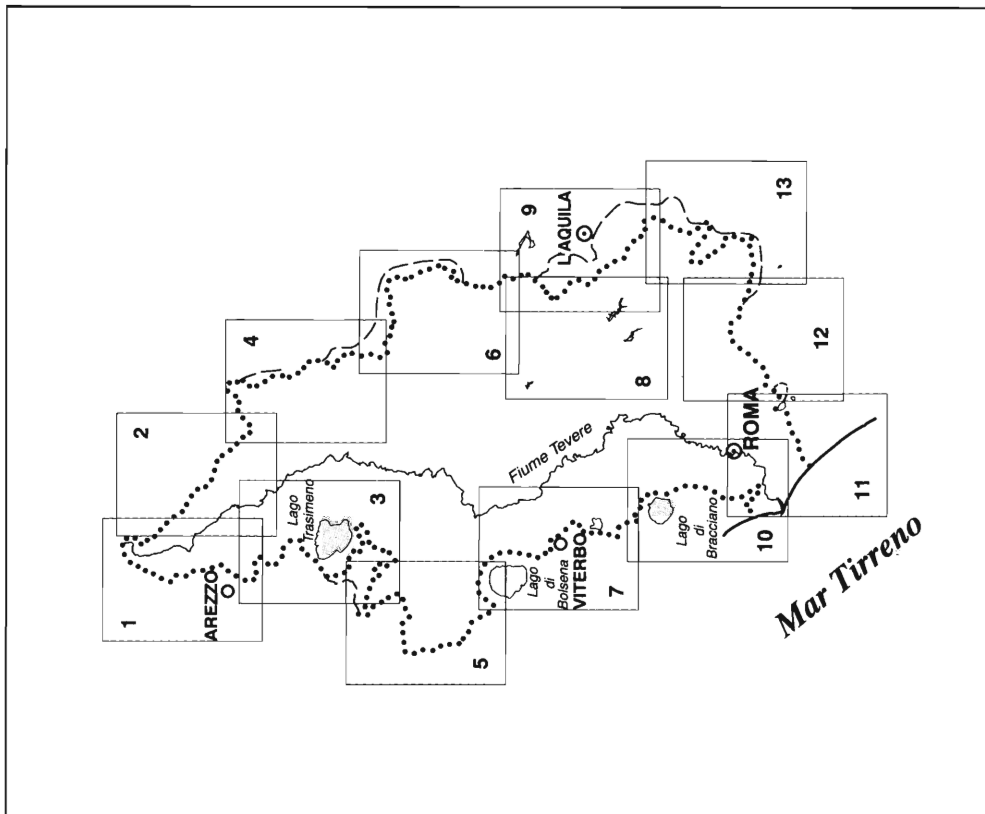 1
AREZZO
2
Lago
Trasimeno
3
4
5
6
Fiume Tevere
Lago
di
Bolsena
VITERBO
7
8
9
L'AQUILA
Lago
di
Bracciano
10
ROMA
11
12
13
Mar Tirreno